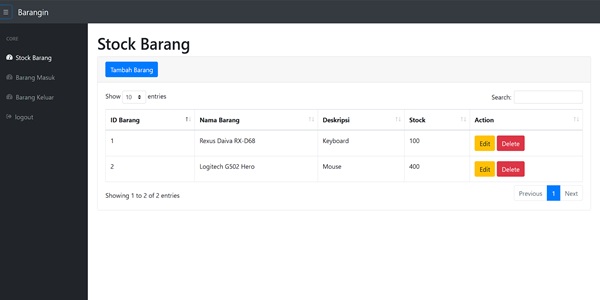 Barangin
CORE
Stock Barang
Barang Masuk
Barang Keluar
logout
Stock Barang
Tambah Barang
Show 10 entries
Search:
ID Barang Nama Barang Deskripsi Stock Action
1 Rexus Daiva RX-D68 Keyboard 100 Edit Delete
2 Logitech G502 Hero Mouse 400 Edit Delete
Showing 1 to 2 of 2 entries
Previous 1 Next